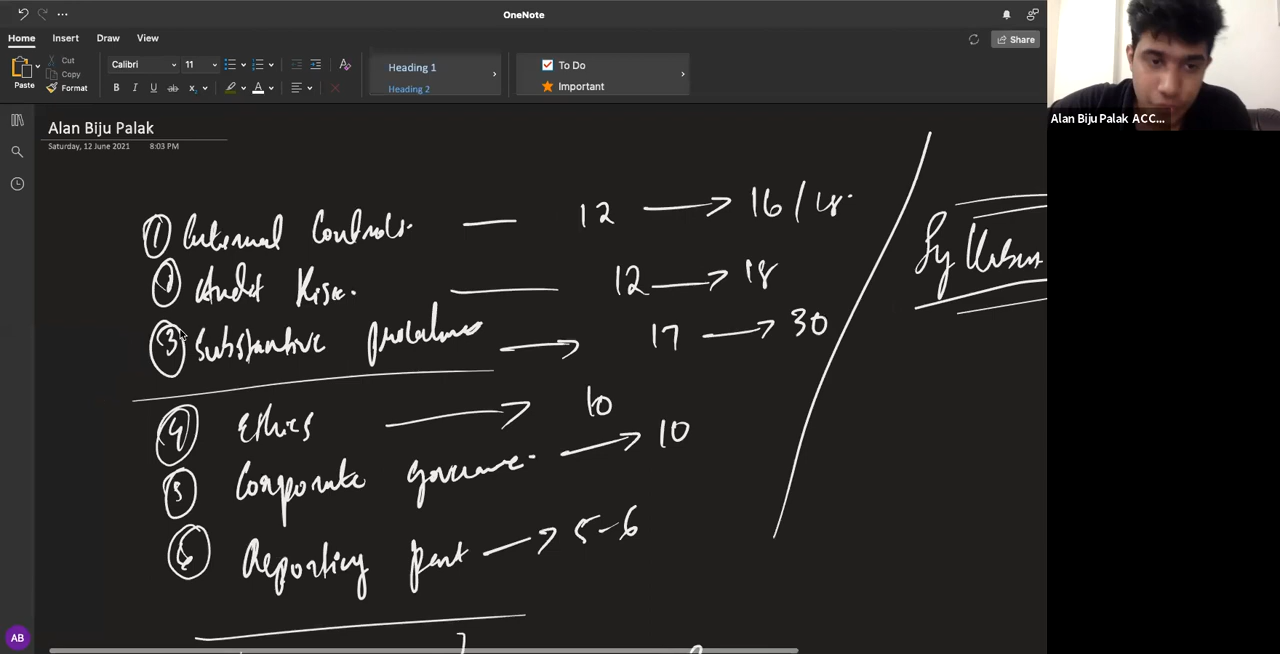 OneNote
Home Insert Draw View
Share
Paste
Cut
Copy
Format
Calibri 11
B I U ab x₂ A
Heading 1
Heading 2
To Do
Important
Alan Biju Palak
Saturday, 12 June 2021 8:03 PM
① Internal Controls. — 12 → 16/18.
② Audit Risk. — 12 → 18
③ Substantive procedures → 17 → 30
④ Ethics → 10
⑤ Corporate governance → 10
⑥ Reporting part → 5-6
Syllabus
Alan Biju Palak ACC...
AB